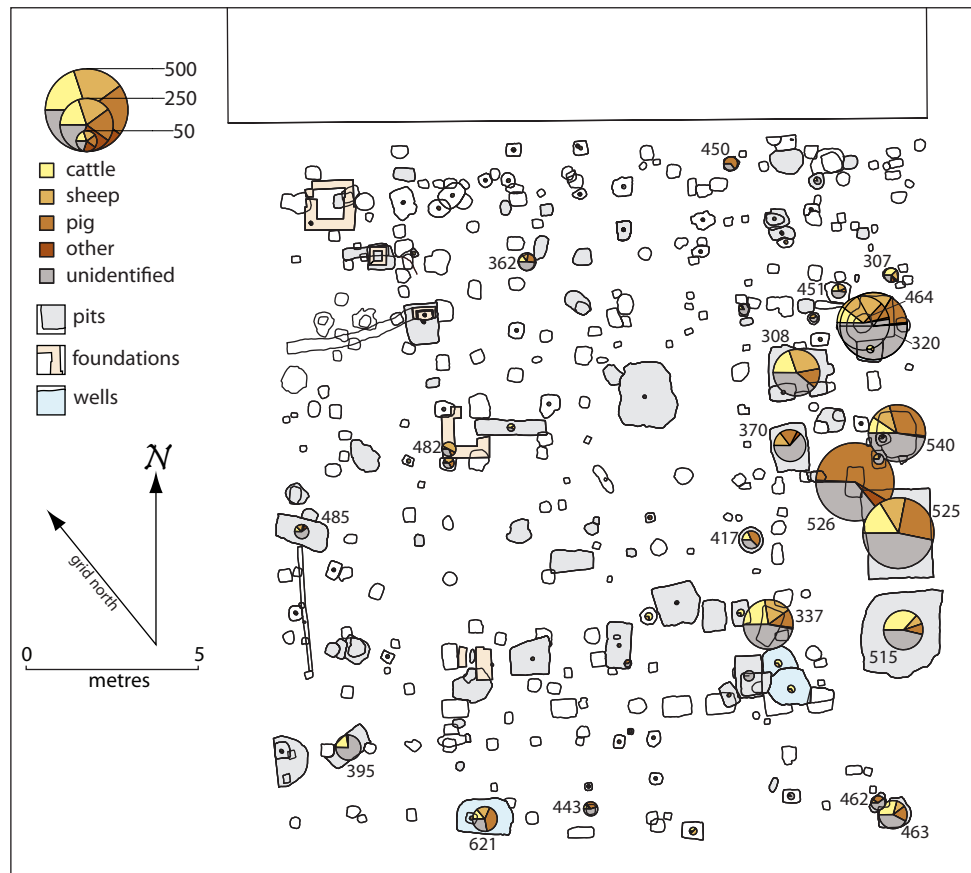 500
250
50
cattle
sheep
pig
other
unidentified
pits
foundations
wells
N
grid north
0 5
metres
450
362
307
451
464
320
308
370
482
540
485
526
525
417
337
515
395
443
462
463
621